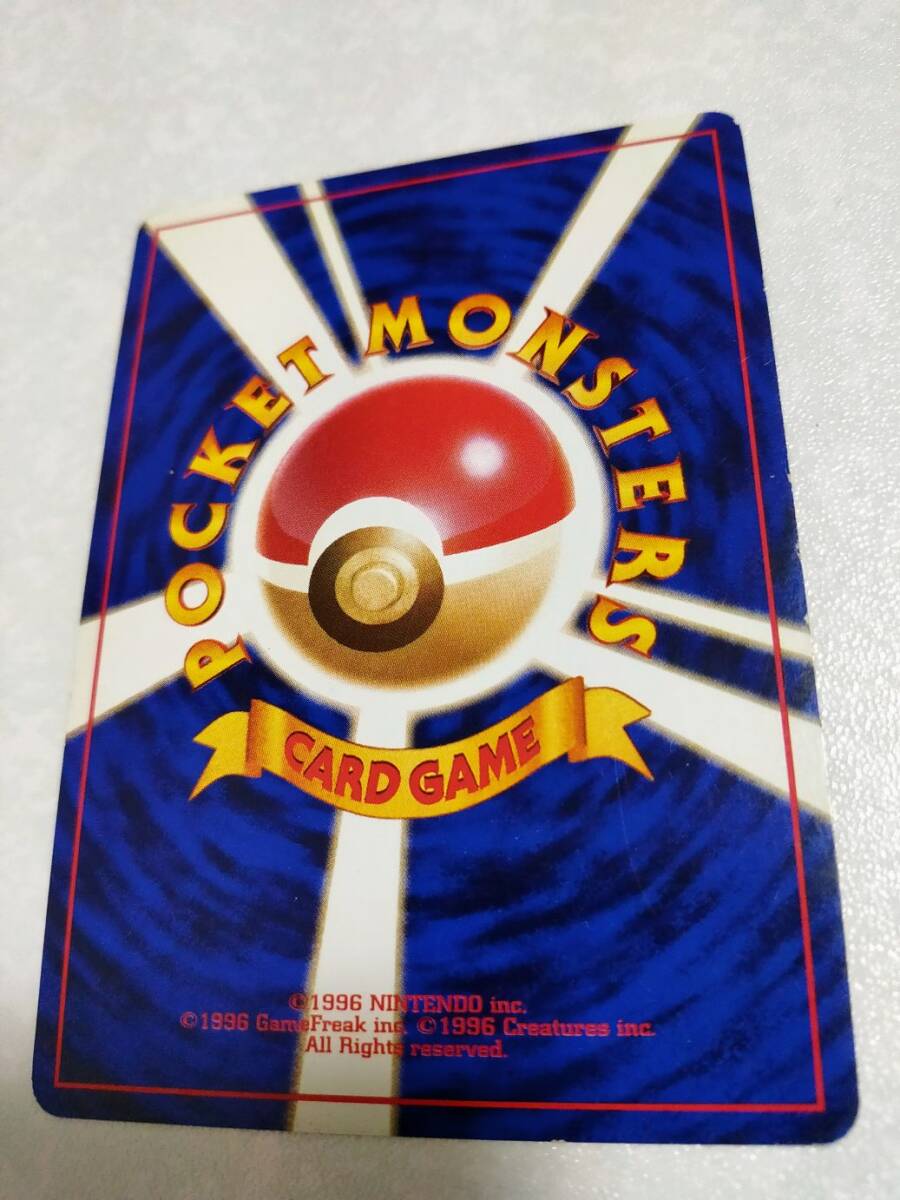 POCKET MONSTERS
CARD GAME
©1996 NINTENDO inc.
©1996 GameFreak inc. ©1996 Creatures inc.
All Rights reserved.